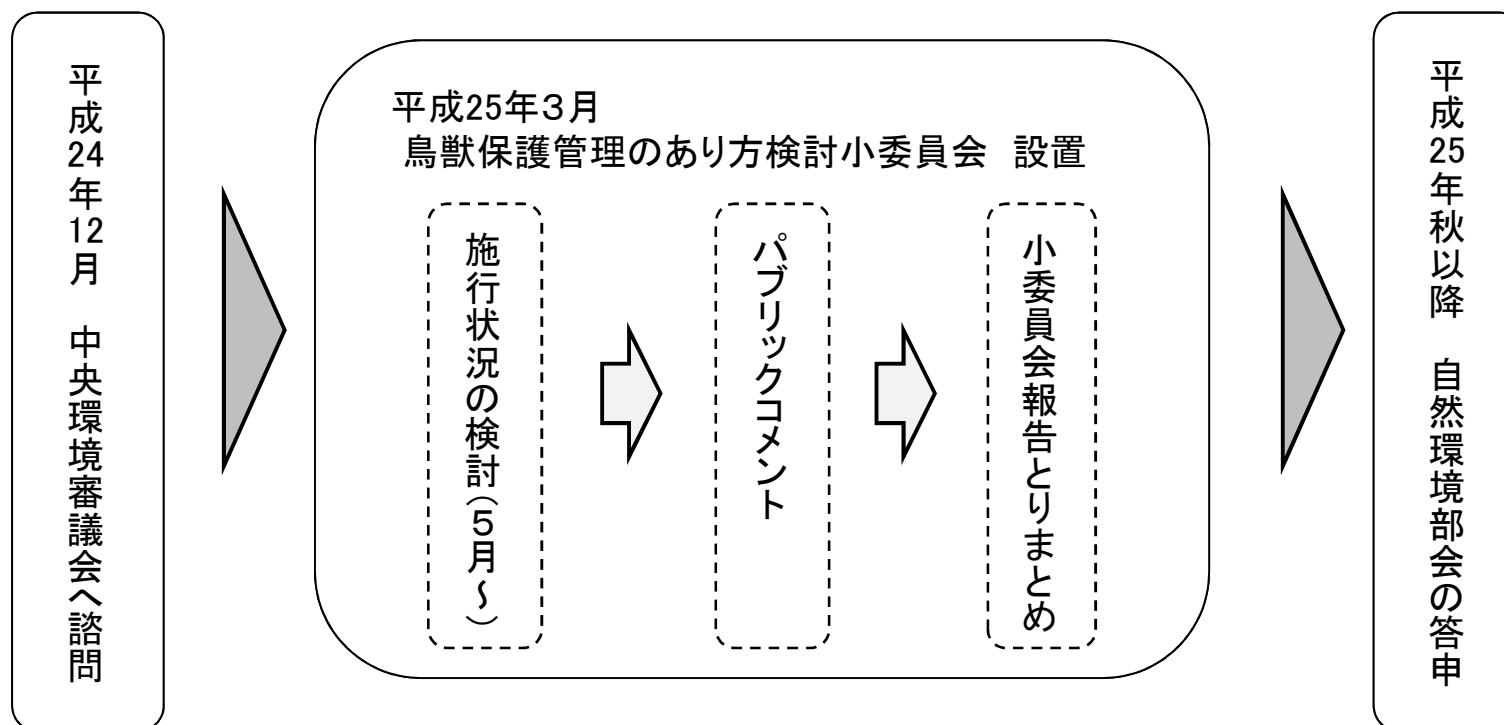 平成24年12月　中央環境審議会へ諮問
平成25年３月
鳥獣保護管理のあり方検討小委員会　設置
施行状況の検討（５月～）
パブリックコメント
小委員会報告とりまとめ
平成25年秋以降　自然環境部会の答申